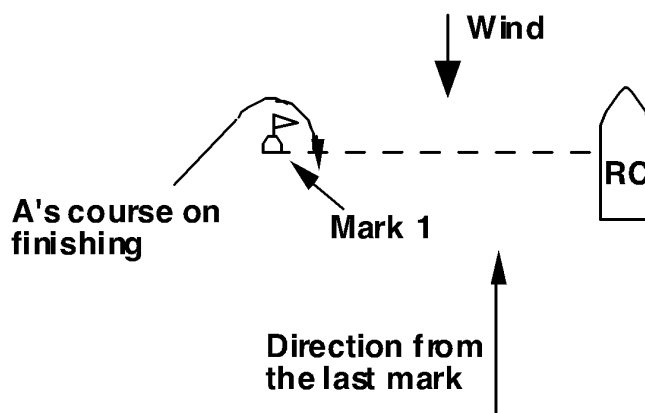 Wind
RC
A's course on
finishing
Mark 1
Direction from
the last mark